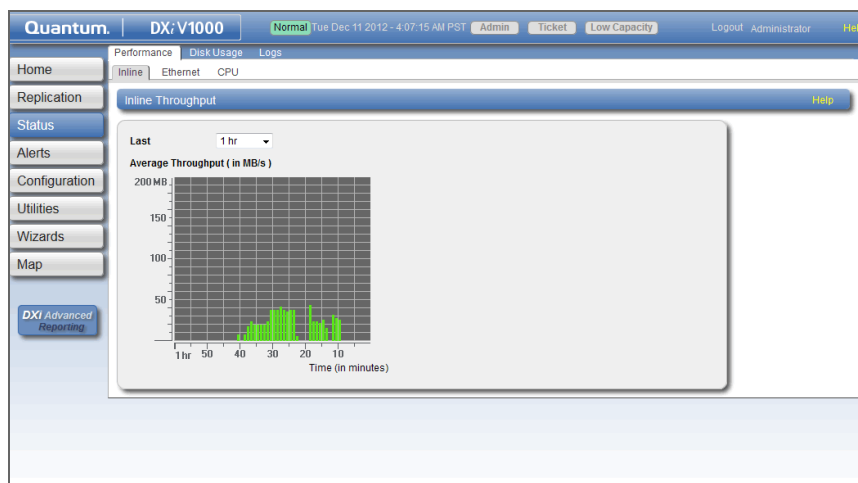 Quantum. DXi V1000 Normal Tue Dec 11 2012 - 4:07:15 AM PST Admin Ticket Low Capacity Logout Administrator Hel
Performance Disk Usage Logs
Inline Ethernet CPU
Home
Replication
Status
Alerts
Configuration
Utilities
Wizards
Map
DXi Advanced
Reporting
Inline Throughput Help
Last 1 hr
Average Throughput ( in MB/s )
200 MB
150
100
50
1 hr 50 40 30 20 10
Time (in minutes)